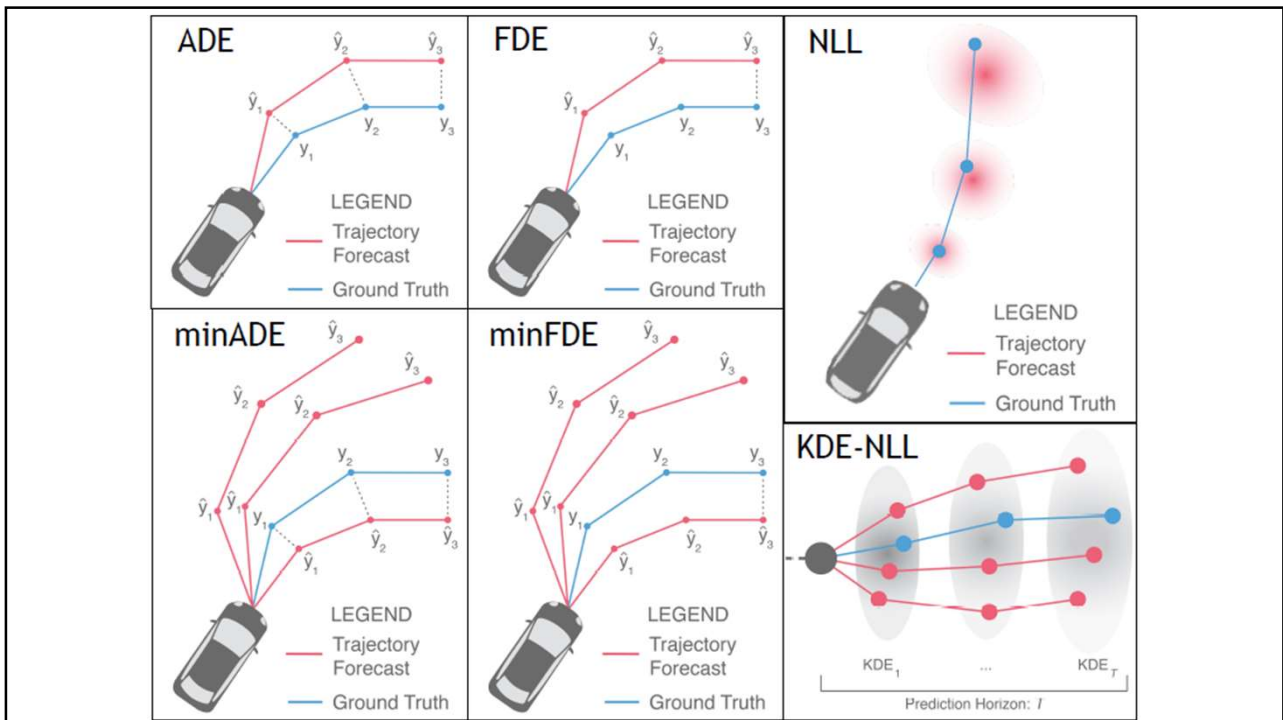 ADE
ŷ₁
ŷ₂
ŷ₃
y₁
y₂
y₃
LEGEND
Trajectory
Forecast
Ground Truth
FDE
ŷ₁
ŷ₂
ŷ₃
y₁
y₂
y₃
LEGEND
Trajectory
Forecast
Ground Truth
NLL
LEGEND
Trajectory
Forecast
Ground Truth
minADE
ŷ₃
ŷ₃
ŷ₂
ŷ₂
y₂
y₃
ŷ₁
ŷ₁
y₁
ŷ₂
ŷ₃
ŷ₁
LEGEND
Trajectory
Forecast
Ground Truth
minFDE
ŷ₃
ŷ₃
ŷ₂
ŷ₂
y₂
y₃
ŷ₁
ŷ₁
y₁
ŷ₂
ŷ₃
ŷ₁
LEGEND
Trajectory
Forecast
Ground Truth
KDE-NLL
KDE₁ ... KDE_T
Prediction Horizon: T